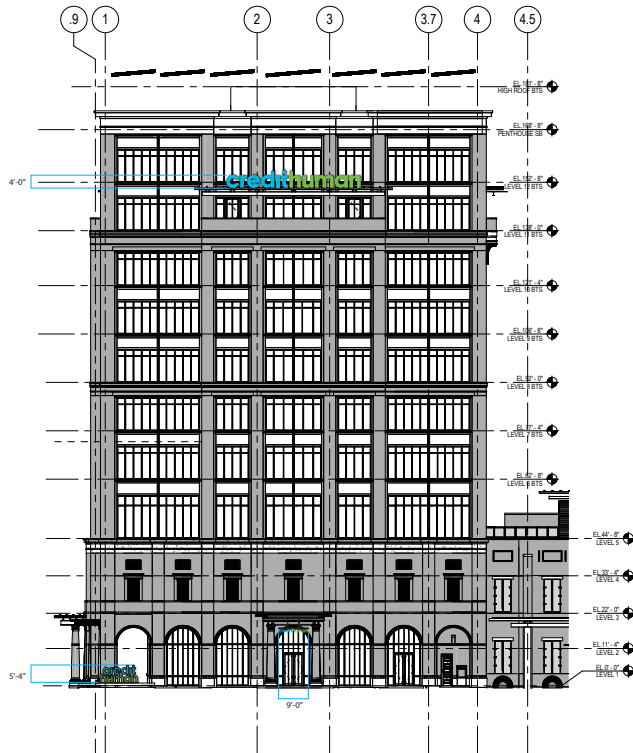 .9 1 2 3 3.7 4 4.5
EL.181' - 8"
HIGH ROOF BTS
EL.168' - 8"
PENTHOUSE SB
4'-0"
credithuman
EL.152' - 8"
LEVEL 12 BTS
EL.138' - 0"
LEVEL 11 BTS
EL.121' - 4"
LEVEL 10 BTS
EL.106' - 8"
LEVEL 9 BTS
EL.92' - 0"
LEVEL 8 BTS
EL.77' - 4"
LEVEL 7 BTS
EL.62' - 8"
LEVEL 6 BTS
EL.44' - 8"
LEVEL 5
EL.33' - 4"
LEVEL 4
EL.22' - 0"
LEVEL 3
credithuman
EL.11' - 4"
LEVEL 2
5'-4"
credit
human
EL.0' - 0"
LEVEL 1
9'-0"